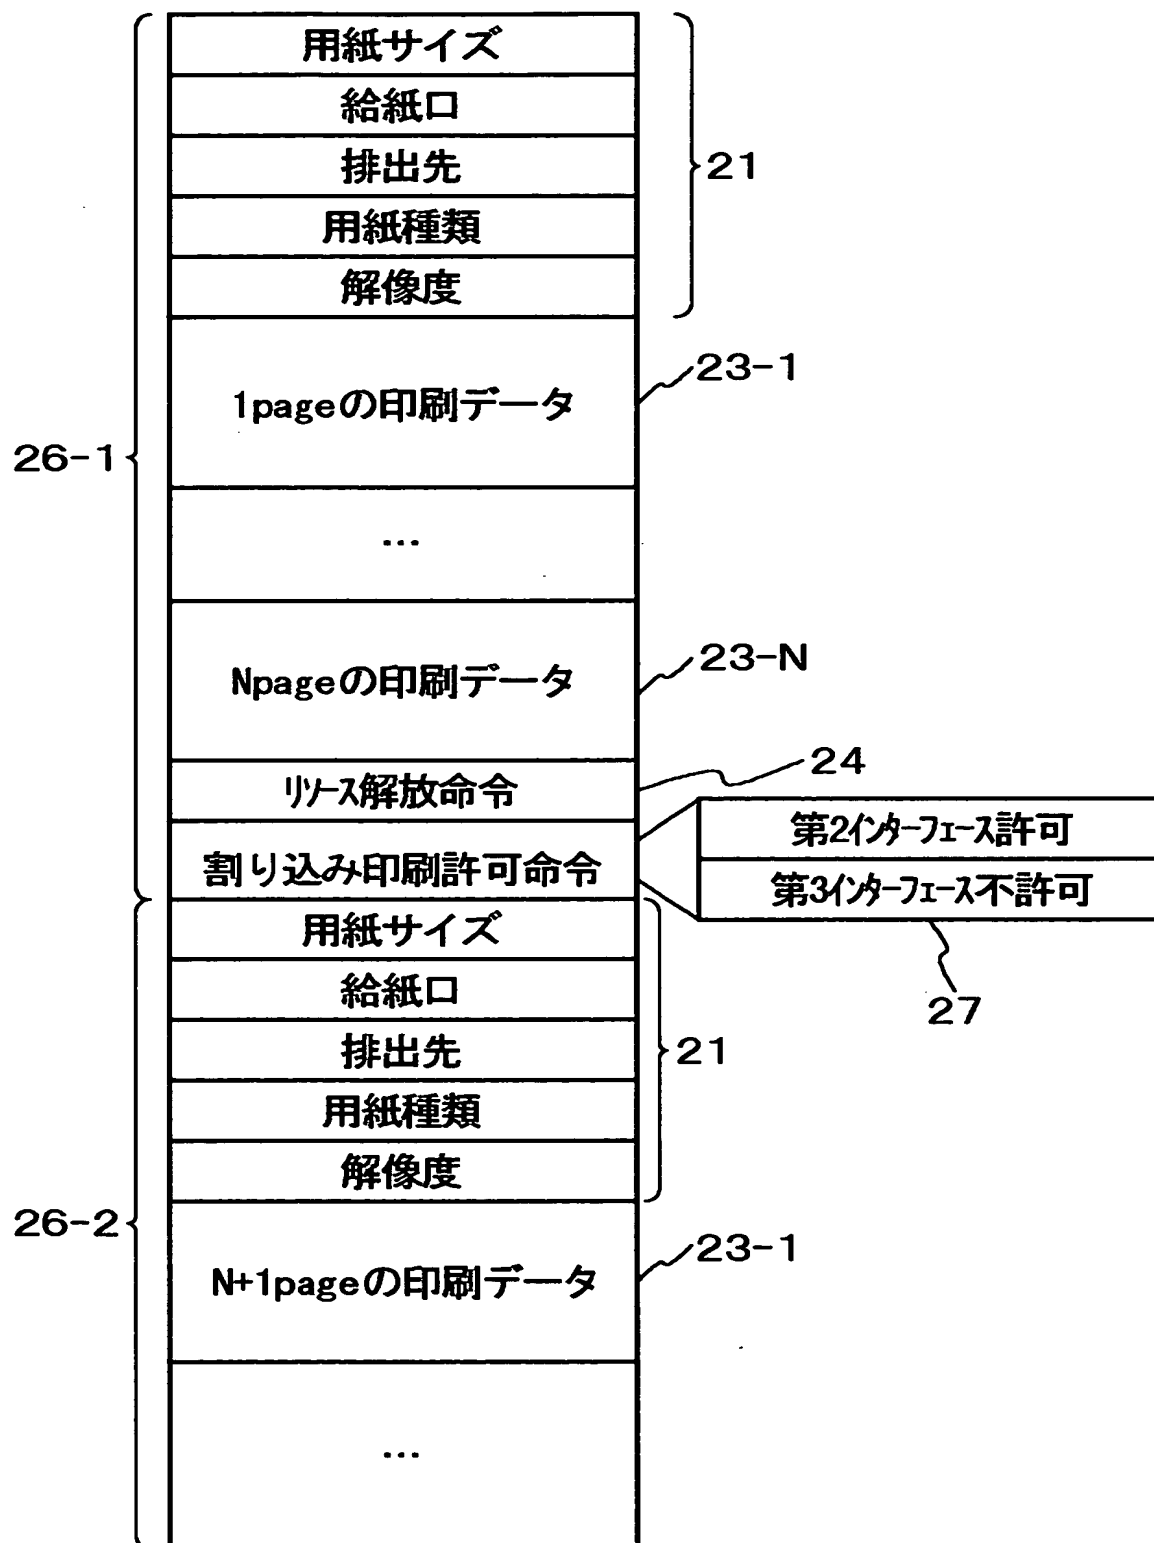 用紙サイズ
給紙口
排出先
21
用紙種類
解像度
23-1
1pageの印刷データ
26-1
…
23-N
Npageの印刷データ
24
リソース解放命令
第2インターフェース許可
割り込み印刷許可命令
第3インターフェース不許可
用紙サイズ
給紙口
27
排出先
21
用紙種類
解像度
26-2
23-1
N+1pageの印刷データ
…